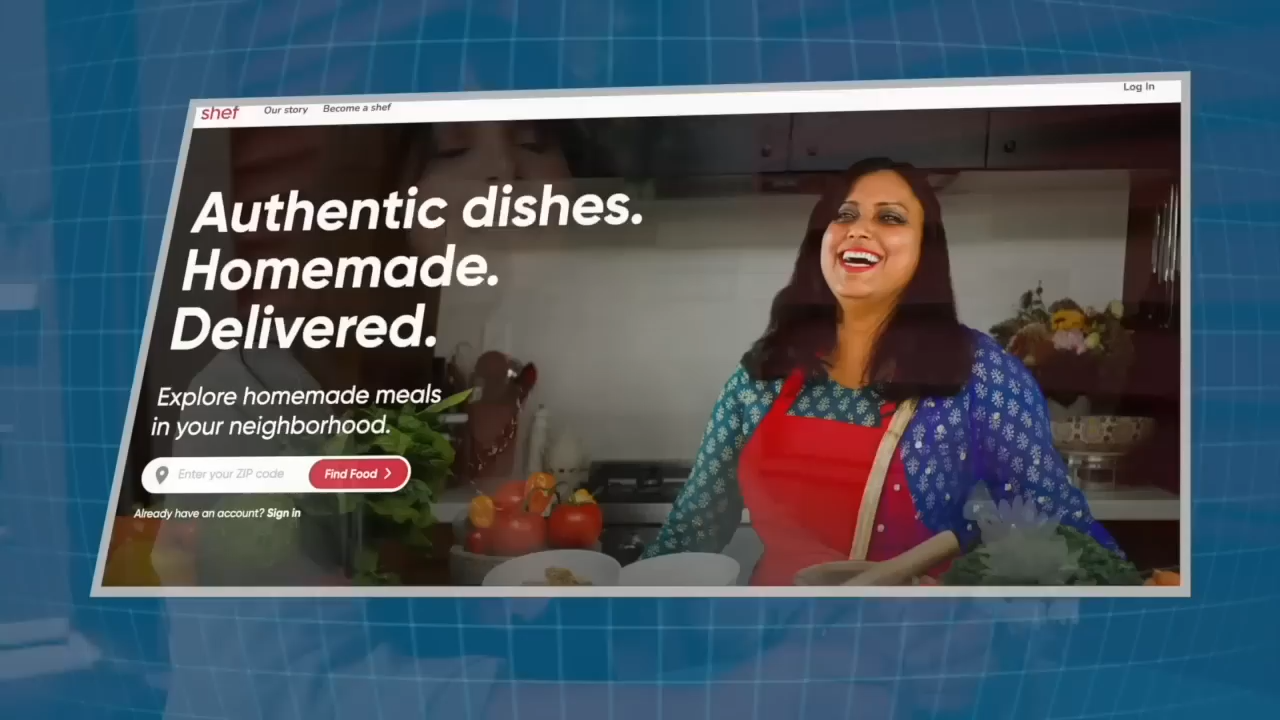 shef
Our story
Become a shef
Log In
Authentic dishes.
Homemade.
Delivered.
Explore homemade meals
in your neighborhood.
Enter your ZIP code
Find Food
Already have an account? Sign in